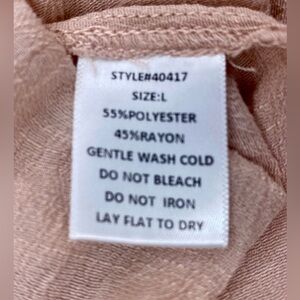 STYLE#40417
SIZE:L
55%POLYESTER
45%RAYON
GENTLE WASH COLD
DO NOT BLEACH
DO NOT IRON
LAY FLAT TO DRY